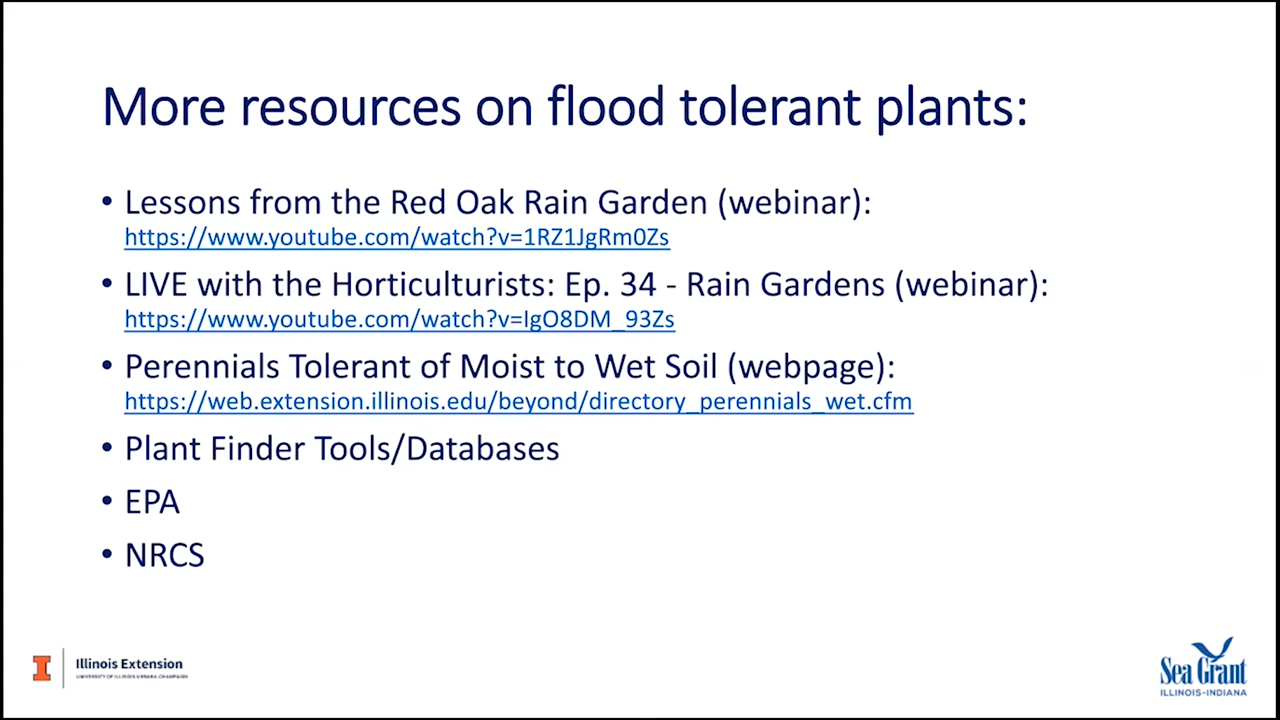 More resources on flood tolerant plants:
• Lessons from the Red Oak Rain Garden (webinar):
https://www.youtube.com/watch?v=1RZ1JgRm0Zs
• LIVE with the Horticulturists: Ep. 34 - Rain Gardens (webinar):
https://www.youtube.com/watch?v=IgO8DM_93Zs
• Perennials Tolerant of Moist to Wet Soil (webpage):
https://web.extension.illinois.edu/beyond/directory_perennials_wet.cfm
• Plant Finder Tools/Databases
• EPA
• NRCS
I
Illinois Extension
UNIVERSITY OF ILLINOIS URBANA-CHAMPAIGN
Sea Grant
ILLINOIS-INDIANA